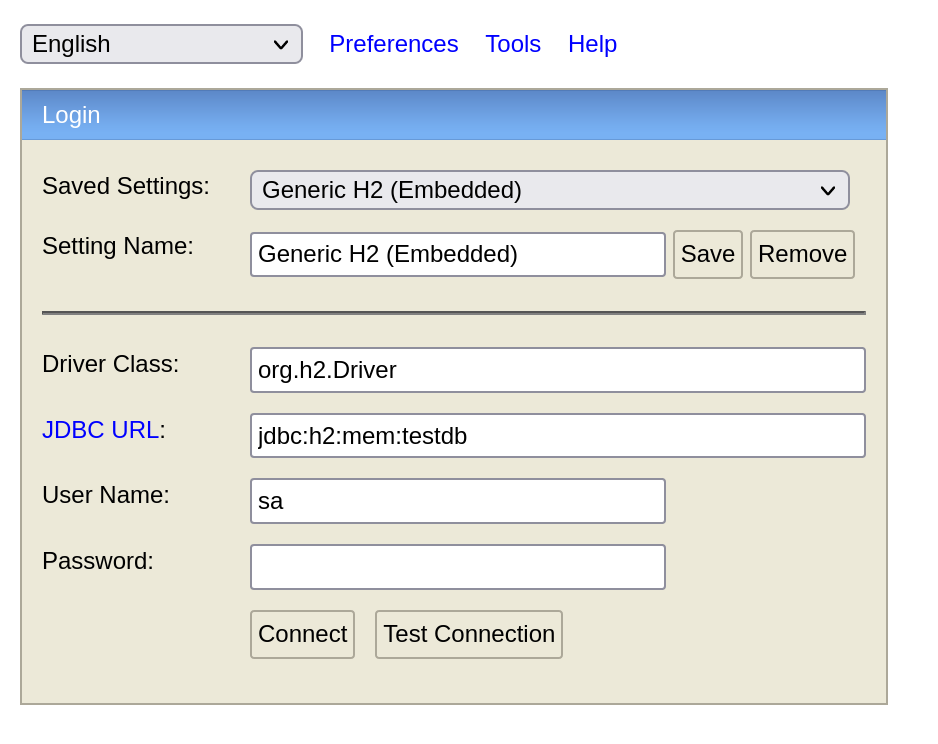 English Preferences Tools Help
Login
Saved Settings: Generic H2 (Embedded)
Setting Name: Generic H2 (Embedded) Save Remove
Driver Class: org.h2.Driver
JDBC URL: jdbc:h2:mem:testdb
User Name: sa
Password:
Connect Test Connection